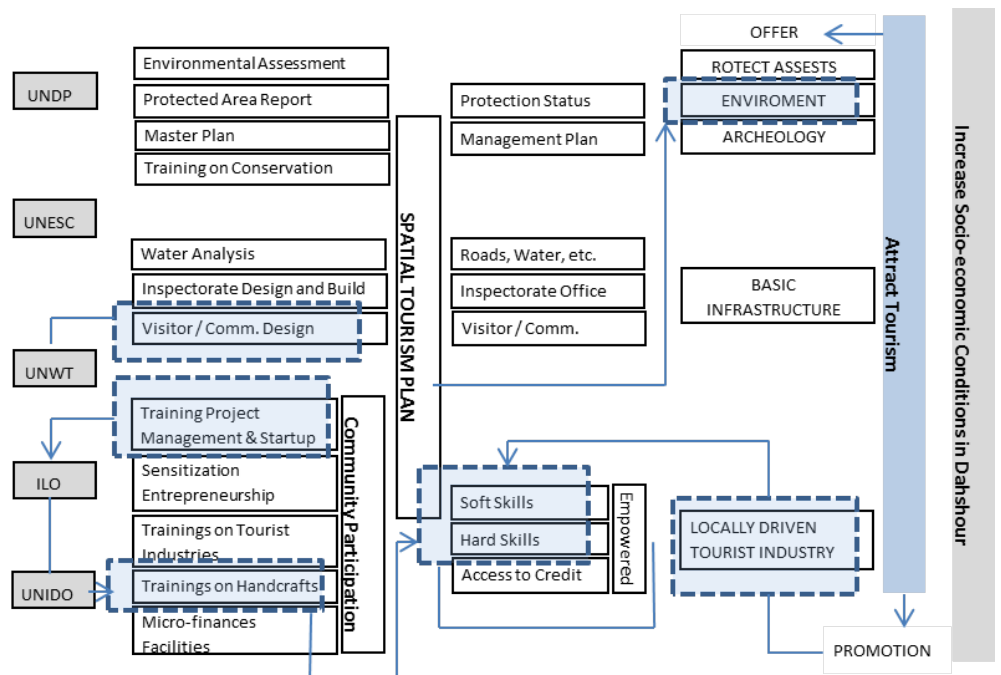 UNDP
UNESC
UNWT
ILO
UNIDO
Environmental Assessment
Protected Area Report
Master Plan
Training on Conservation
Water Analysis
Inspectorate Design and Build
Visitor / Comm. Design
Training Project
Management & Startup
Sensitization
Entrepreneurship
Trainings on Tourist
Industries
Trainings on Handcrafts
Micro-finances
Facilities
Community Participation
SPATIAL TOURISM PLAN
Protection Status
Management Plan
Roads, Water, etc.
Inspectorate Office
Visitor / Comm.
Soft Skills
Hard Skills
Access to Credit
Empowered
OFFER
ROTECT ASSESTS
ENVIROMENT
ARCHEOLOGY
BASIC
INFRASTRUCTURE
LOCALLY DRIVEN
TOURIST INDUSTRY
PROMOTION
Attract Tourism
Increase Socio-economic Conditions in Dahshour